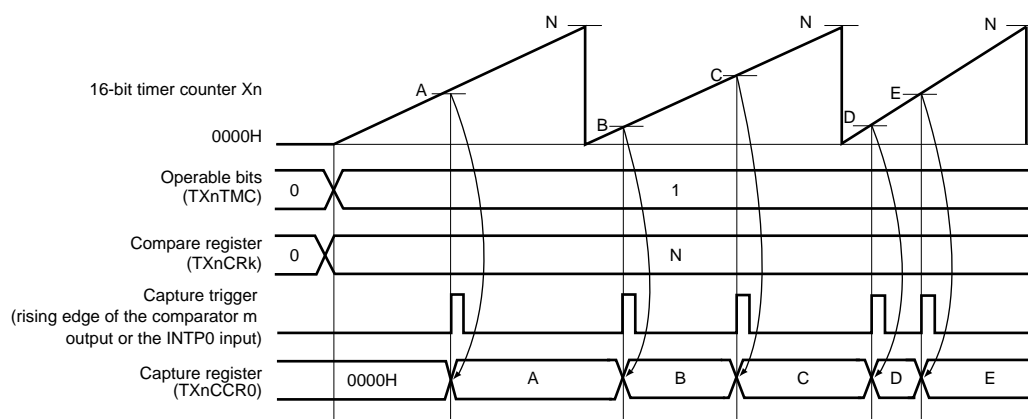 N N N
16-bit timer counter Xn
A B C D E
0000H
Operable bits
(TXnTMC)
0 1
Compare register
(TXnCRk)
0 N
Capture trigger
(rising edge of the comparator m
output or the INTP0 input)
Capture register
(TXnCCR0)
0000H A B C D E